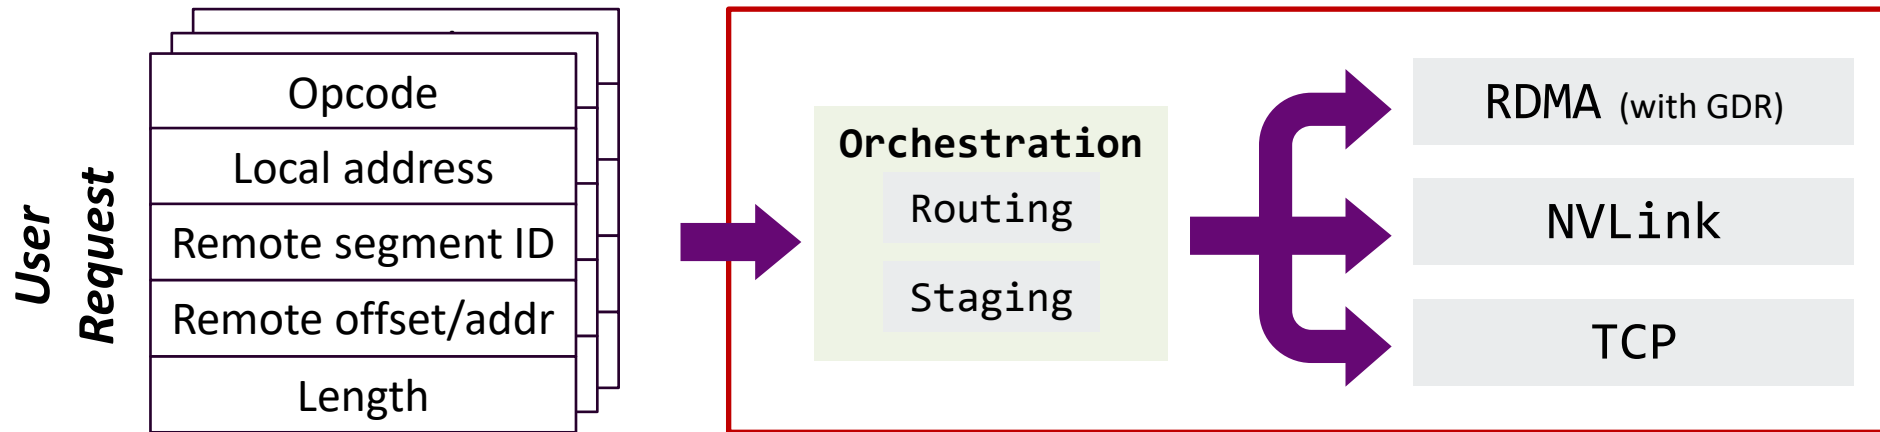 User
Request
Opcode
Local address
Remote segment ID
Remote offset/addr
Length
Orchestration
Routing
Staging
RDMA (with GDR)
NVLink
TCP